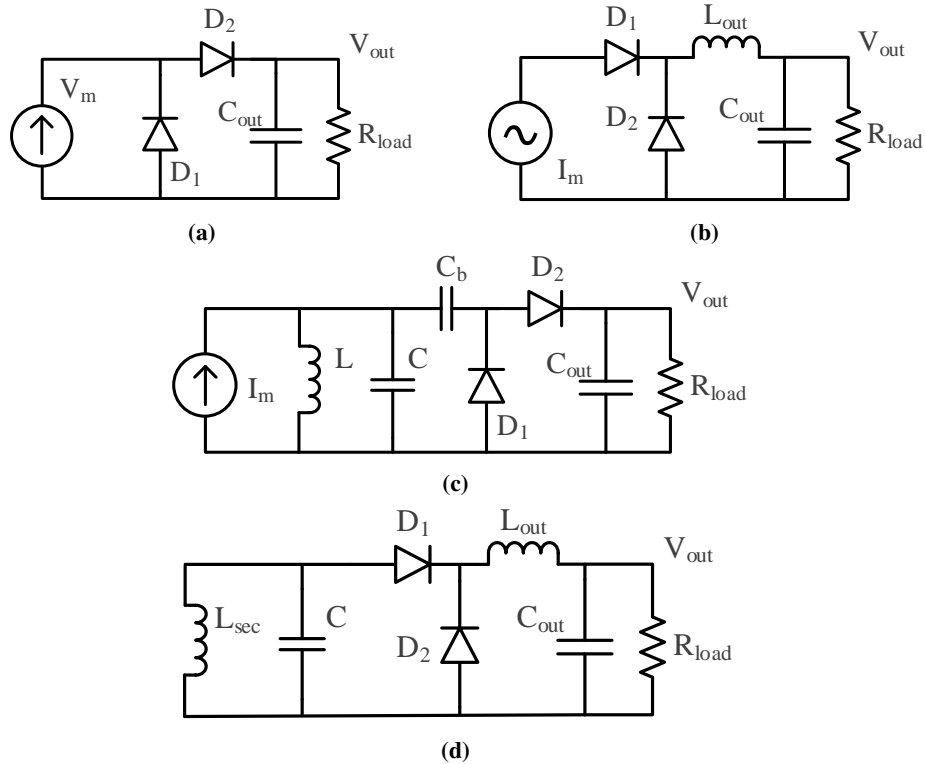 D2
Vout
Vm
Cout
Rload
D1
(a)
D1
Lout
Vout
D2
Cout
Rload
Im
(b)
Cb
D2
Vout
L
C
Cout
Im
Rload
D1
(c)
D1
Lout
Vout
Lsec
C
Cout
D2
Rload
(d)